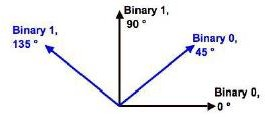 Binary 1,
90 °
Binary 1,
135 °
Binary 0,
45 °
Binary 0,
0 °